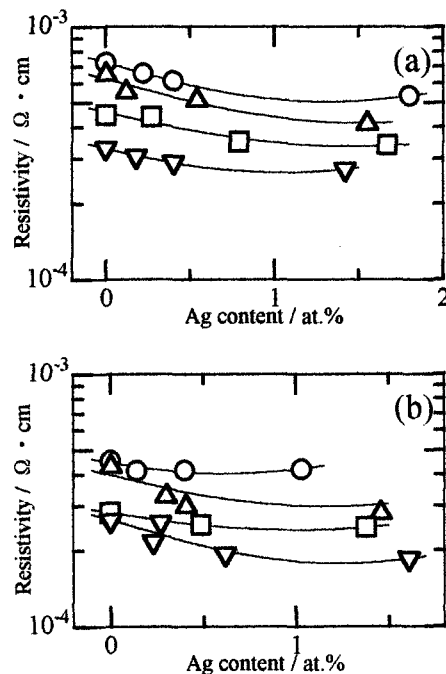 10⁻³
(a)
Resistivity / Ω · cm
10⁻⁴
0 1 2
Ag content / at.%
10⁻³
(b)
Resistivity / Ω · cm
10⁻⁴
0 1
Ag content / at.%